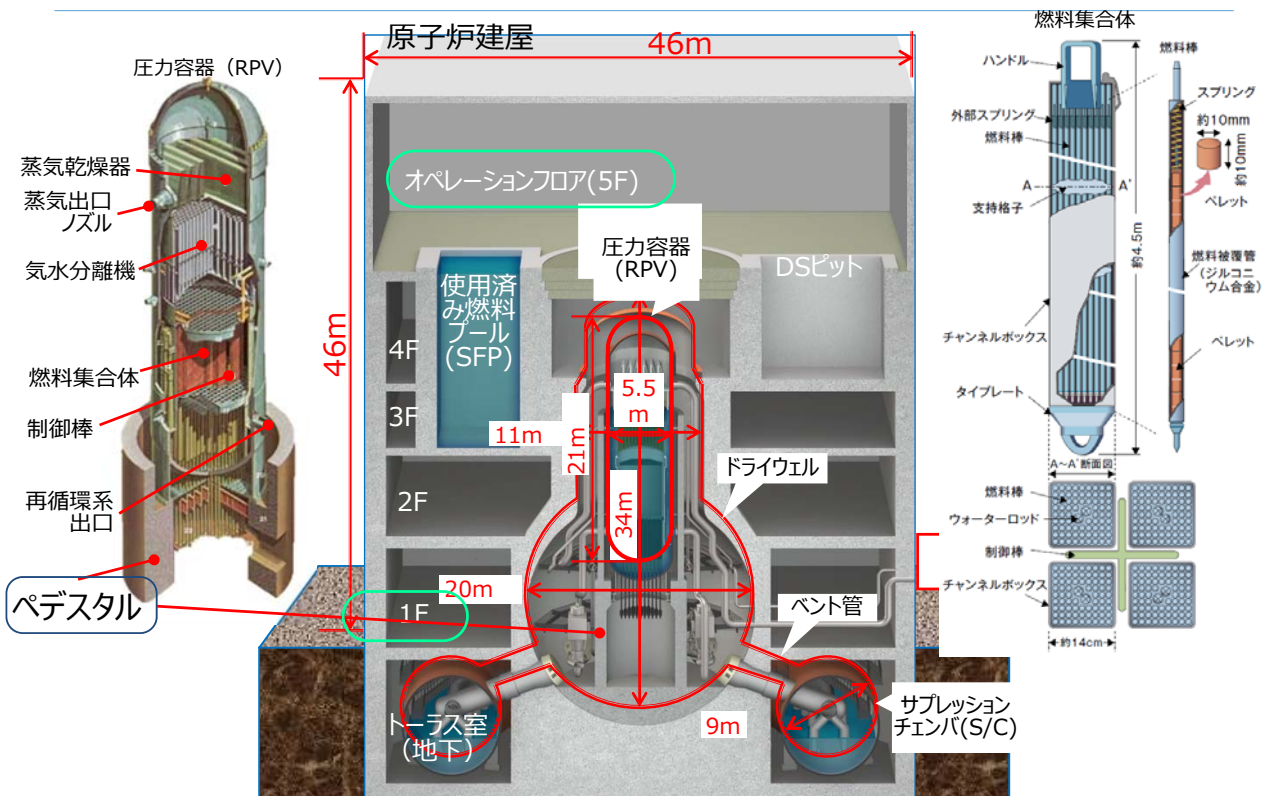 原子炉建屋
46m
46m
圧力容器（RPV）
蒸気乾燥器
蒸気出口
ノズル
気水分離機
燃料集合体
制御棒
再循環系
出口
ペデスタル
オペレーションフロア(5F)
圧力容器
(RPV)
DSピット
使用済
み燃料
プール
(SFP)
4F
3F
2F
1F
5.5
m
11m
21m
34m
20m
9m
ドライウェル
ベント管
サプレッション
チェンバ(S/C)
トーラス室
（地下）
燃料集合体
ハンドル
外部スプリング
燃料棒
A
A'
支持格子
約4.5m
チャンネルボックス
タイプレート
燃料棒
スプリング
約10mm
約10mm
ペレット
燃料被覆管
(ジルコニ
ウム合金)
ペレット
A～A'断面図
燃料棒
ウォーターロッド
制御棒
チャンネルボックス
約14cm